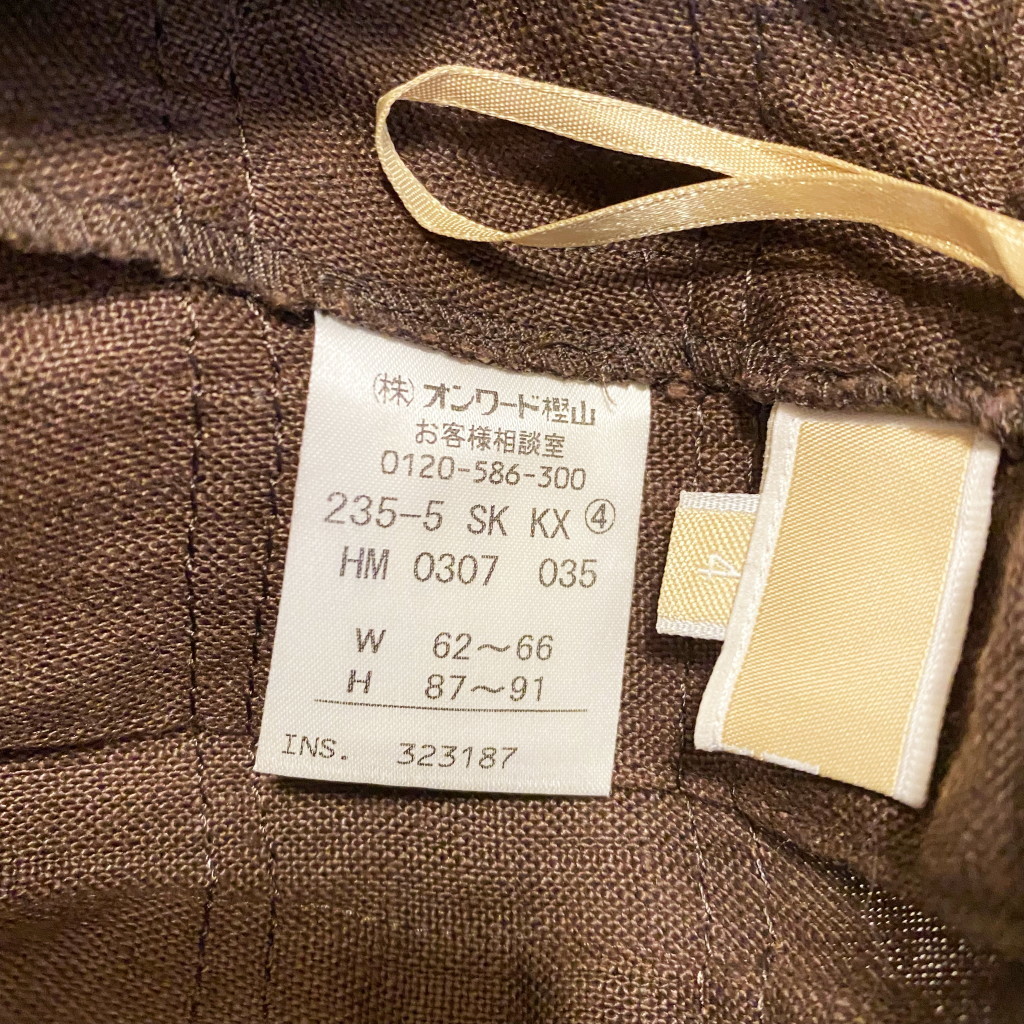 (株)オンワード樫山
お客様相談室
0120-586-300
235-5 SK KX ④
HM 0307 035
W 62〜66
H 87〜91
INS. 323187
4